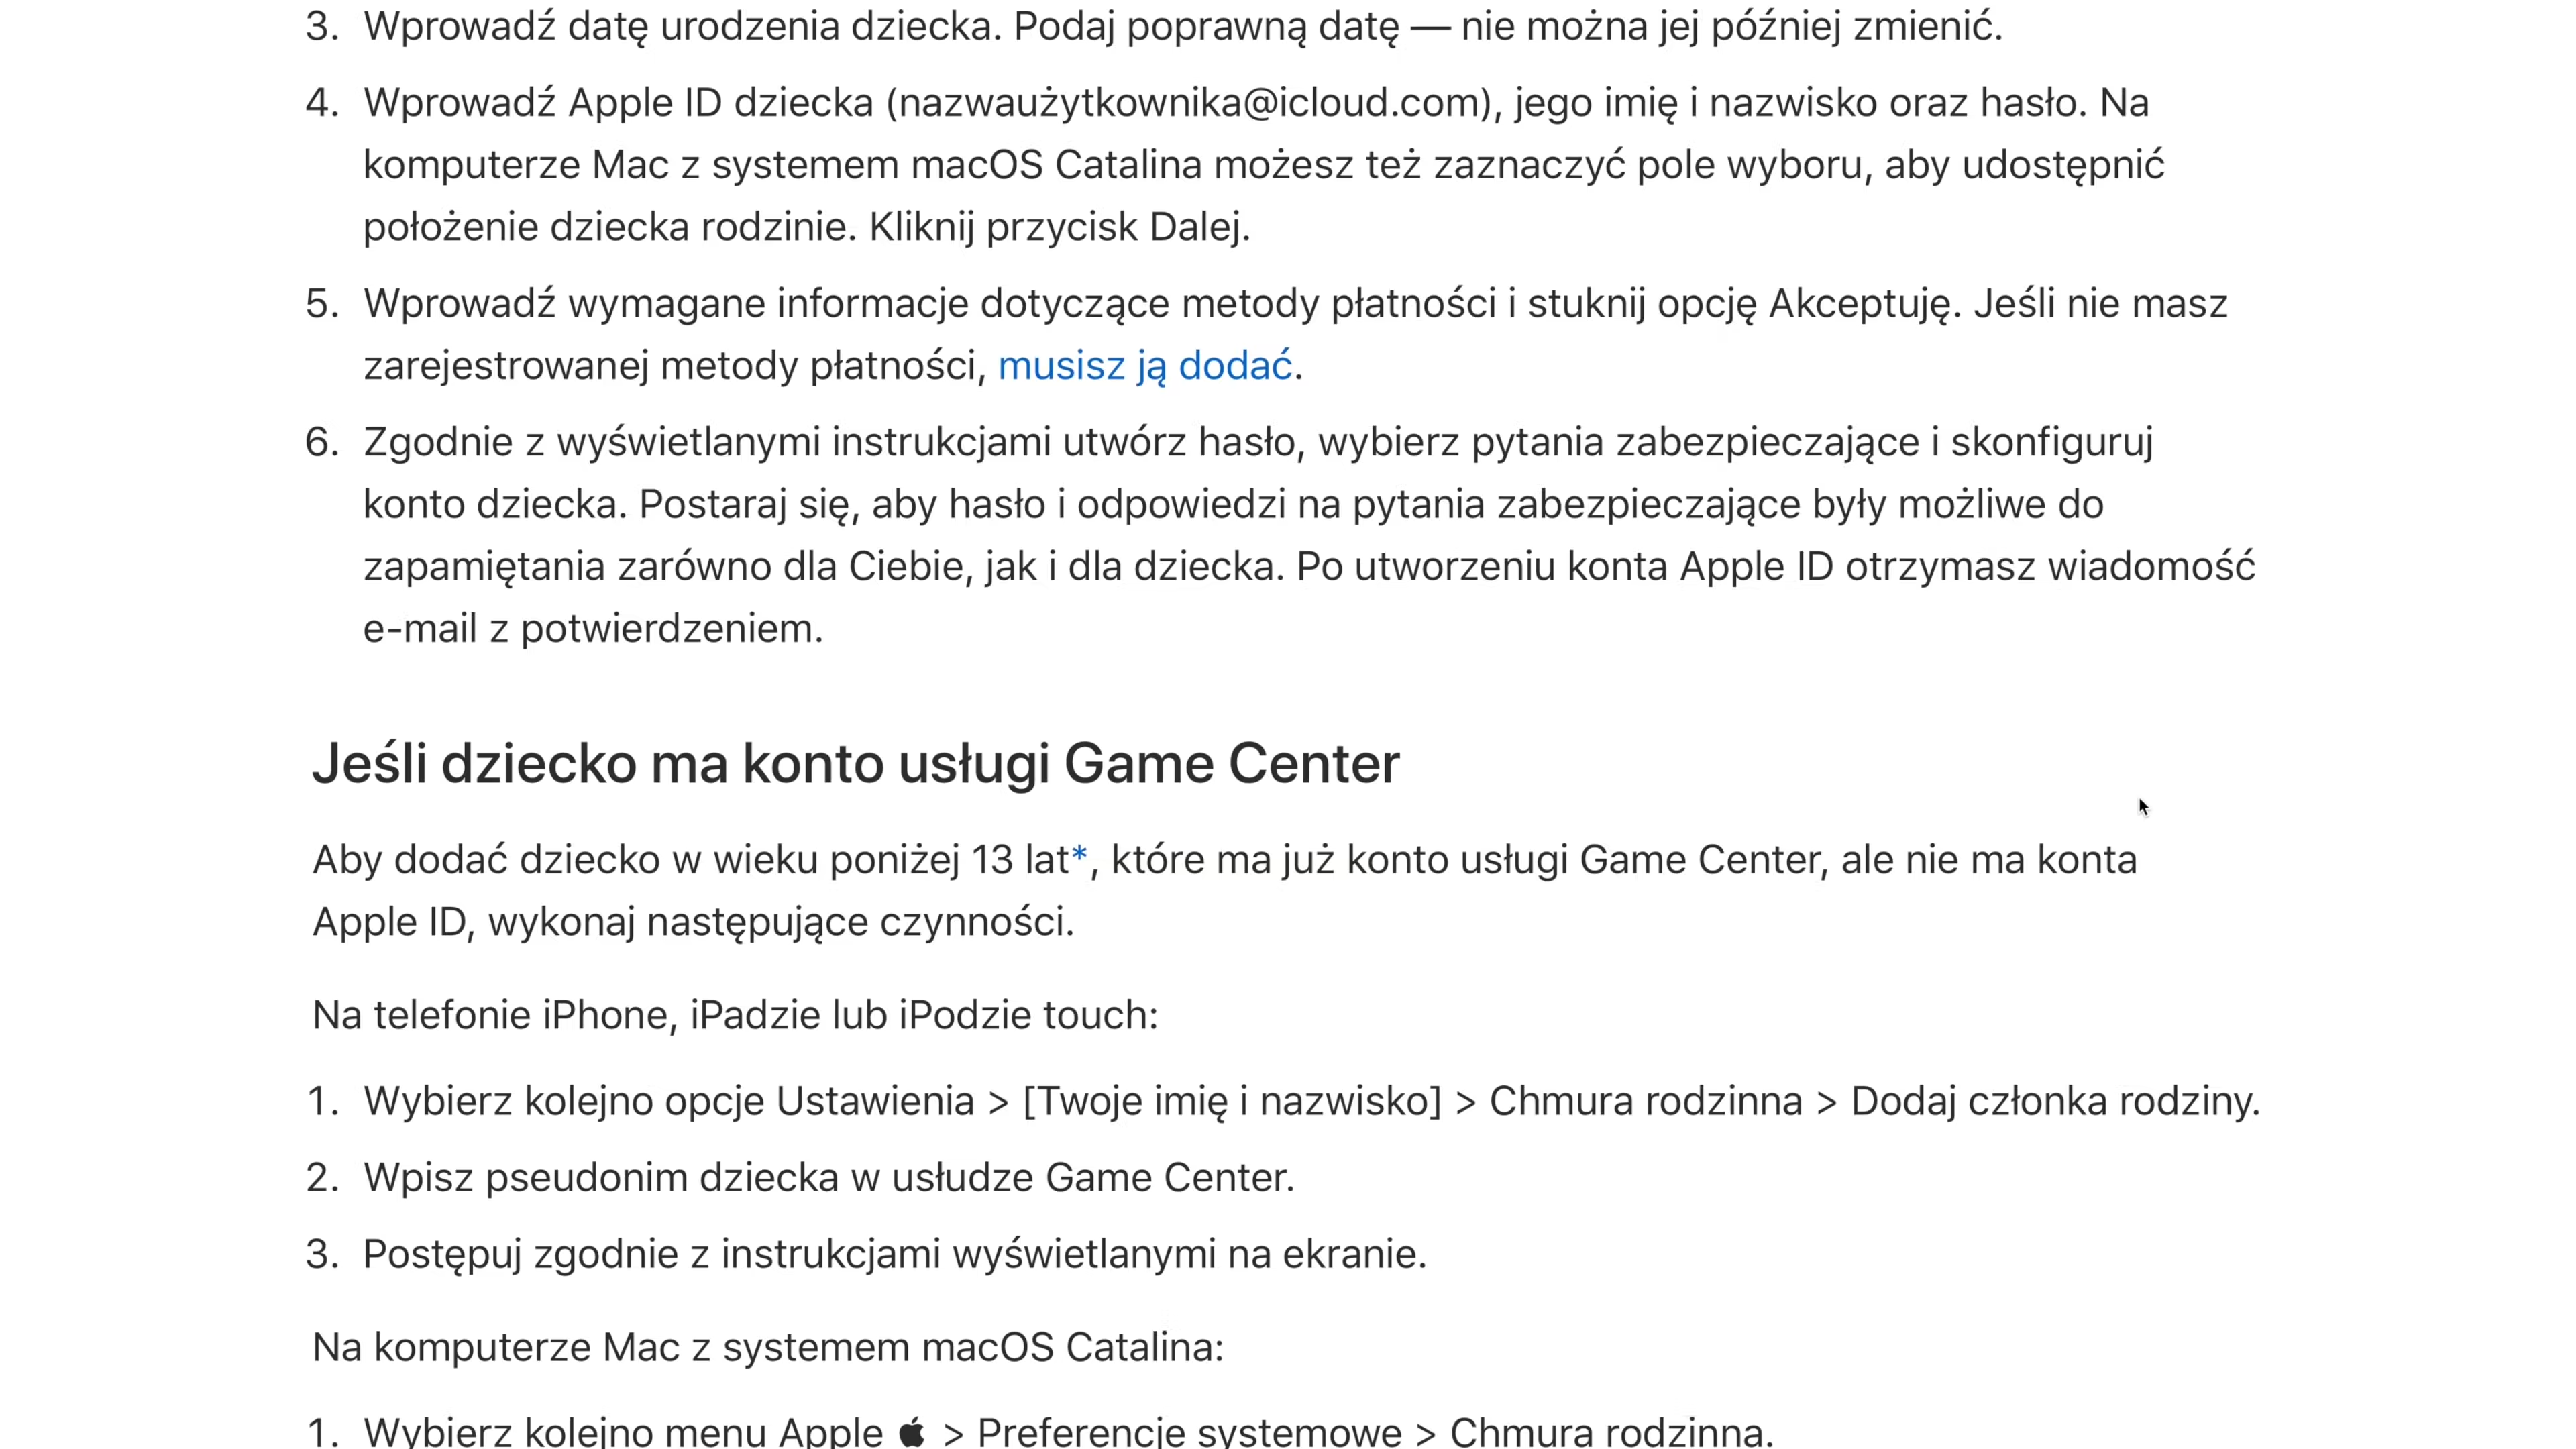 3. Wprowadź datę urodzenia dziecka. Podaj poprawną datę — nie można jej później zmienić.
4. Wprowadź Apple ID dziecka (nazwaużytkownika@icloud.com), jego imię i nazwisko oraz hasło. Na
komputerze Mac z systemem macOS Catalina możesz też zaznaczyć pole wyboru, aby udostępnić
położenie dziecka rodzinie. Kliknij przycisk Dalej.
5. Wprowadź wymagane informacje dotyczące metody płatności i stuknij opcję Akceptuję. Jeśli nie masz
zarejestrowanej metody płatności, musisz ją dodać.
6. Zgodnie z wyświetlanymi instrukcjami utwórz hasło, wybierz pytania zabezpieczające i skonfiguruj
konto dziecka. Postaraj się, aby hasło i odpowiedzi na pytania zabezpieczające były możliwe do
zapamiętania zarówno dla Ciebie, jak i dla dziecka. Po utworzeniu konta Apple ID otrzymasz wiadomość
e-mail z potwierdzeniem.
Jeśli dziecko ma konto usługi Game Center
Aby dodać dziecko w wieku poniżej 13 lat*, które ma już konto usługi Game Center, ale nie ma konta
Apple ID, wykonaj następujące czynności.
Na telefonie iPhone, iPadzie lub iPodzie touch:
1. Wybierz kolejno opcje Ustawienia > [Twoje imię i nazwisko] > Chmura rodzinna > Dodaj członka rodziny.
2. Wpisz pseudonim dziecka w usłudze Game Center.
3. Postępuj zgodnie z instrukcjami wyświetlanymi na ekranie.
Na komputerze Mac z systemem macOS Catalina:
1. Wybierz kolejno menu Apple > Preferencje systemowe > Chmura rodzinna.